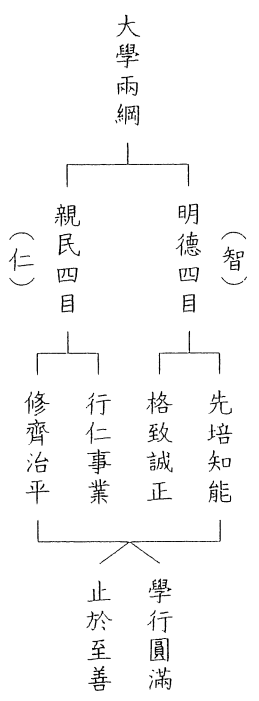 大學兩綱
（智）
明德四目
親民四目
（仁）
先培知能
格致誠正
行仁事業
修齊治平
學行圓滿
止於至善